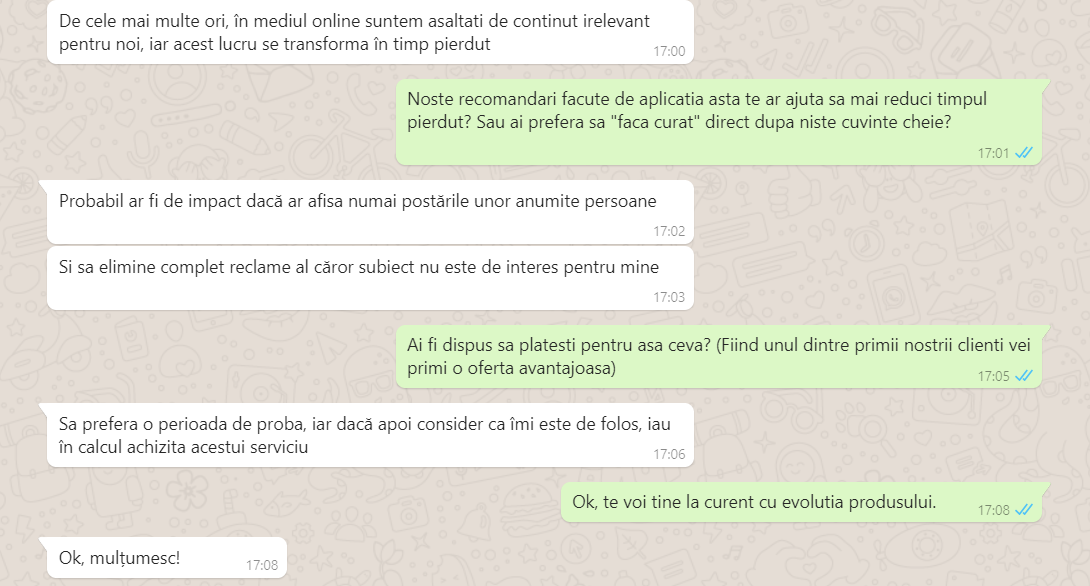 De cele mai multe ori, în mediul online suntem asaltati de continut irelevant
pentru noi, iar acest lucru se transforma în timp pierdut
17:00
Noste recomandari facute de aplicatia asta te ar ajuta sa mai reduci timpul
pierdut? Sau ai prefera sa "faca curat" direct dupa niste cuvinte cheie?
17:01
Probabil ar fi de impact dacă ar afisa numai postările unor anumite persoane
17:02
Si sa elimine complet reclame al căror subiect nu este de interes pentru mine
17:03
Ai fi dispus sa platesti pentru asa ceva? (Fiind unul dintre primii nostrii clienti vei
primi o oferta avantajoasa)
17:05
Sa prefera o perioada de proba, iar dacă apoi consider ca îmi este de folos, iau
în calcul achizita acestui serviciu
17:06
Ok, te voi tine la curent cu evolutia produsului.
17:08
Ok, mulțumesc!
17:08